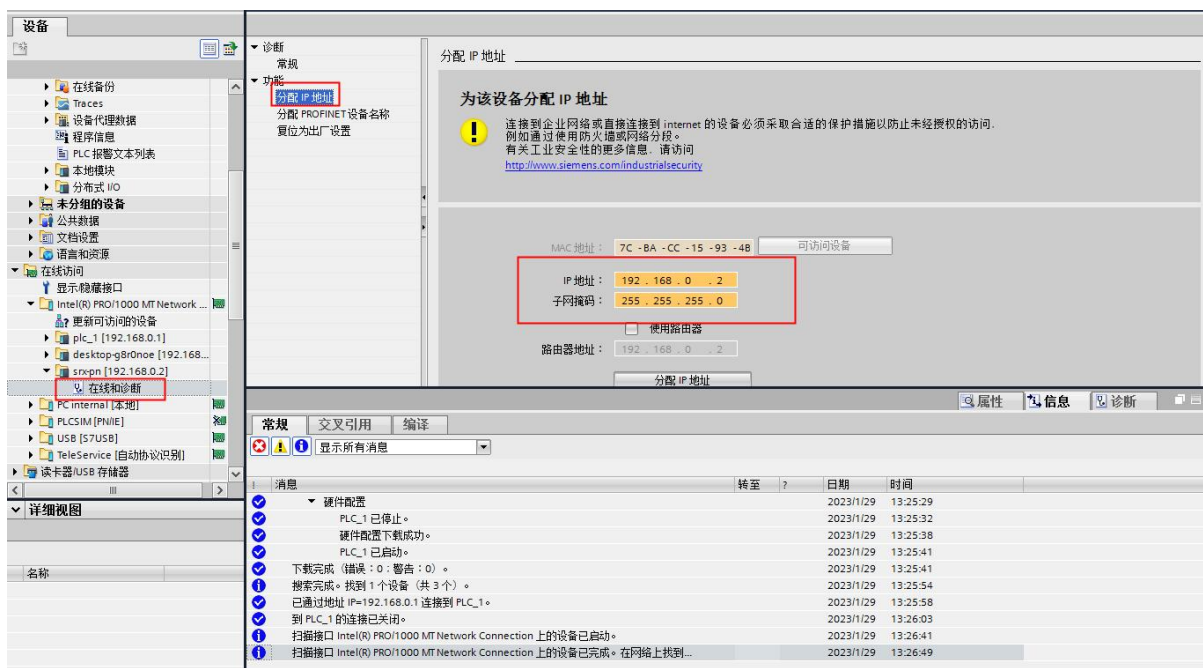 设备
在线备份
Traces
设备代理数据
程序信息
PLC 报警文本列表
本地模块
分布式 I/O
未分组的设备
公共数据
文档设置
语言和资源
在线访问
显示/隐藏接口
Intel(R) PRO/1000 MT Network ...
更新可访问的设备
plc_1 [192.168.0.1]
desktop-g8r0noe [192.168...
srx-pn [192.168.0.2]
在线和诊断
PC internal [本地]
PLCSIM [PN/IE]
USB [S7USB]
TeleService [自动协议识别]
读卡器/USB 存储器
详细视图
名称
诊断
常规
功能
分配 IP 地址
分配 PROFINET 设备名称
复位为出厂设置
分配 IP 地址
为该设备分配 IP 地址
连接到企业网络或直接连接到 internet 的设备必须采取合适的保护措施以防止未经授权的访问.
例如通过使用防火墙或网络分段。
有关工业安全性的更多信息. 请访问
http://www.siemens.com/industrialsecurity
MAC 地址： 7C - BA - CC - 15 - 93 - 4B 可访问设备
IP 地址： 192 . 168 . 0 . 2
子网掩码： 255 . 255 . 255 . 0
使用路由器
路由器地址： 192 . 168 . 0 . 2
分配 IP 地址
属性 信息 诊断
常规 交叉引用 编译
显示所有消息
! 消息 转至 ? 日期 时间
硬件配置 2023/1/29 13:25:29
PLC_1 已停止。 2023/1/29 13:25:32
硬件配置下载成功。 2023/1/29 13:25:38
PLC_1 已启动。 2023/1/29 13:25:41
下载完成（错误：0；警告：0）。 2023/1/29 13:25:41
搜索完成。找到 1 个设备（共 3 个）。 2023/1/29 13:25:54
已通过地址 IP=192.168.0.1 连接到 PLC_1。 2023/1/29 13:25:58
到 PLC_1 的连接已关闭。 2023/1/29 13:26:03
扫描接口 Intel(R) PRO/1000 MT Network Connection 上的设备已启动。 2023/1/29 13:26:41
扫描接口 Intel(R) PRO/1000 MT Network Connection 上的设备已完成。在网络上找到... 2023/1/29 13:26:49